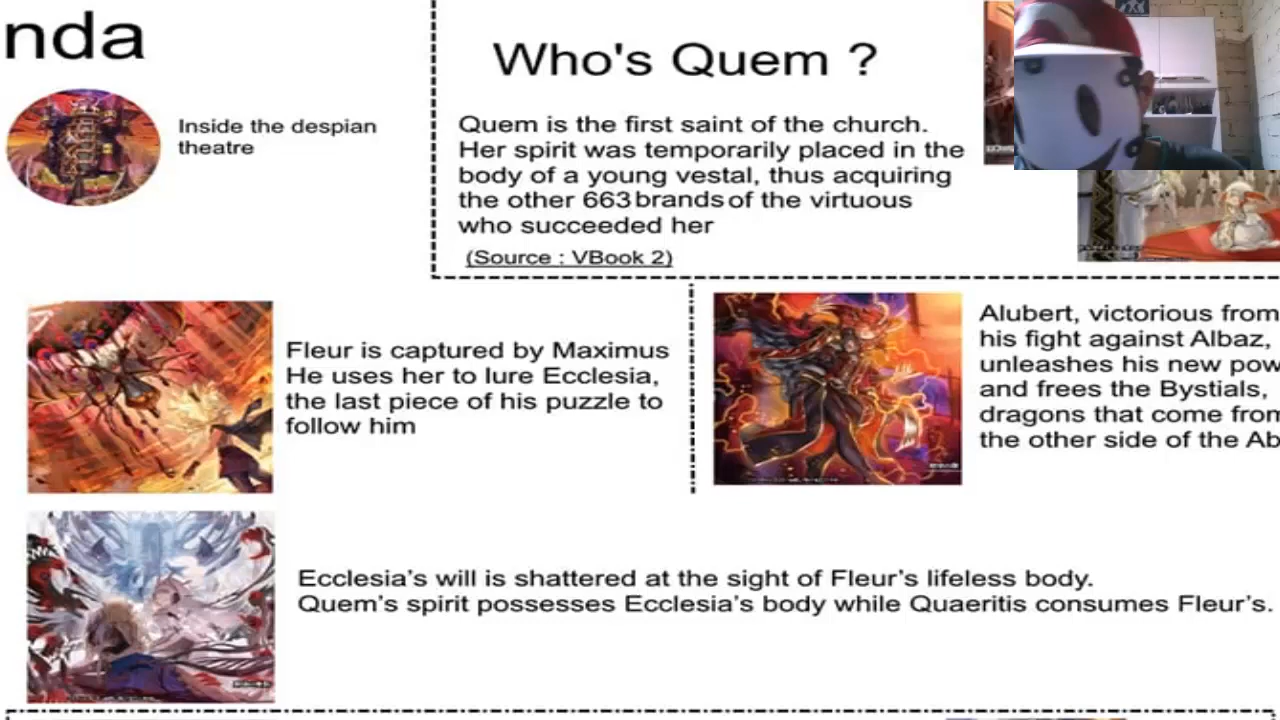 nda
Inside the despian
theatre
Who's Quem ?
Quem is the first saint of the church.
Her spirit was temporarily placed in the
body of a young vestal, thus acquiring
the other 663 brands of the virtuous
who succeeded her
(Source : VBook 2)
Fleur is captured by Maximus
He uses her to lure Ecclesia,
the last piece of his puzzle to
follow him
Alubert, victorious from
his fight against Albaz,
unleashes his new pow
and frees the Bystials,
dragons that come from
the other side of the Ab
Ecclesia’s will is shattered at the sight of Fleur’s lifeless body.
Quem’s spirit possesses Ecclesia’s body while Quaeritis consumes Fleur’s.